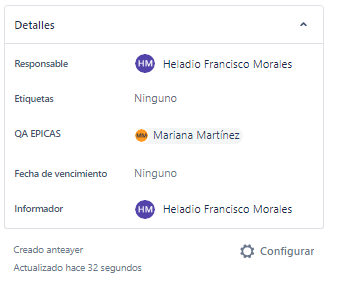 Detalles
Responsable HM Heladio Francisco Morales
Etiquetas Ninguno
QA EPICAS MM Mariana Martínez
Fecha de vencimiento Ninguno
Informador HM Heladio Francisco Morales
Creado anteayer Configurar
Actualizado hace 32 segundos